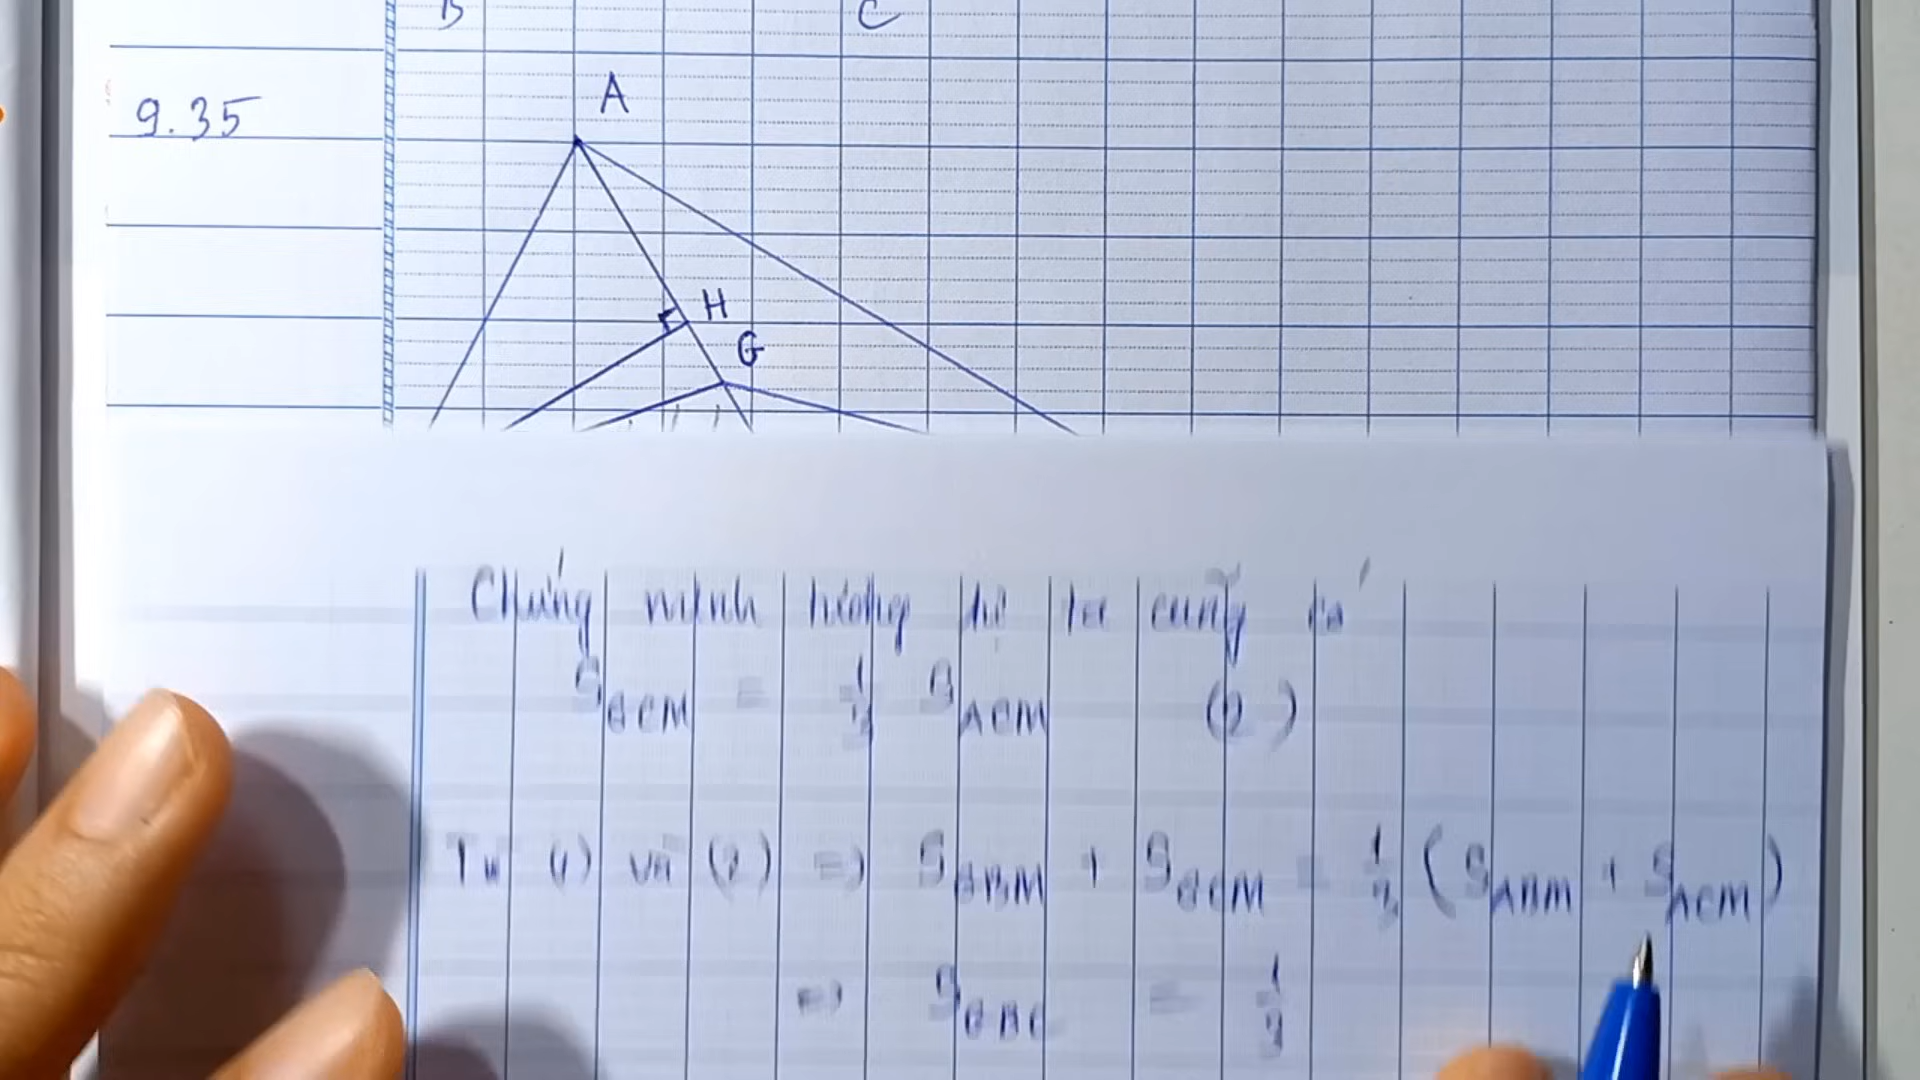 B C
9.35
A
H
G
Chứng minh tương tự ta cũng có
S_GCM = 1/3 S_ACM (2)
Từ (1) và (2) => S_GBM + S_GCM = 1/3 (S_ABM + S_ACM)
=> S_GBC = 1/3